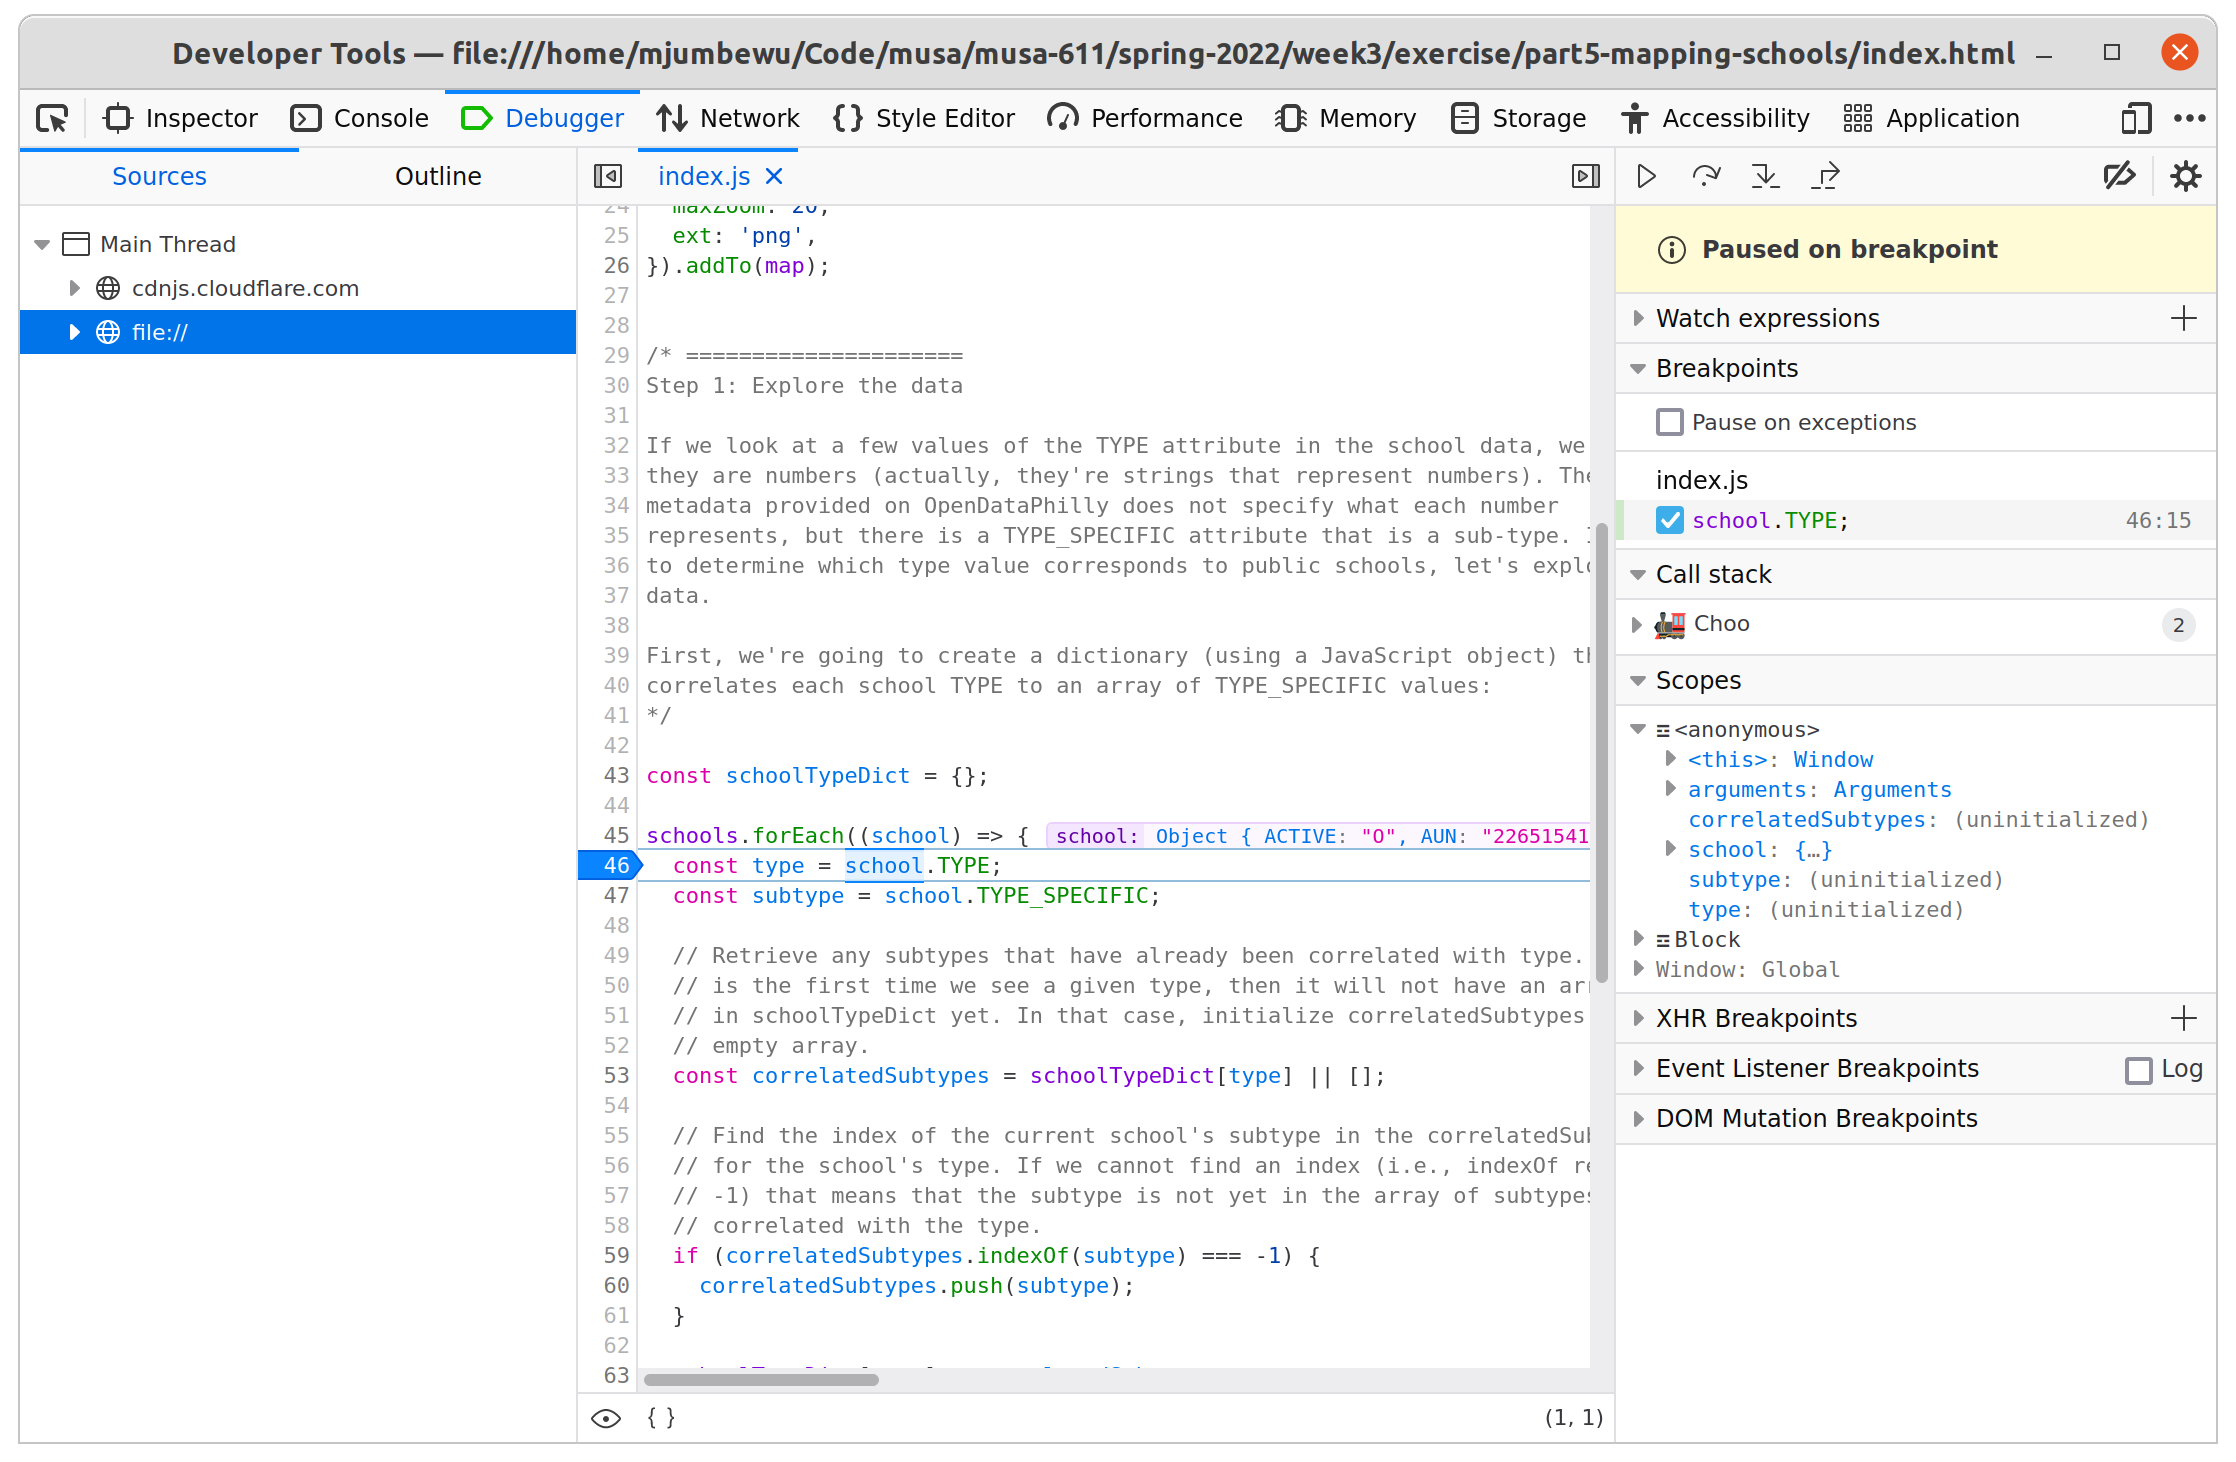 Developer Tools — file:///home/mjumbewu/Code/musa/musa-611/spring-2022/week3/exercise/part5-mapping-schools/index.html
Inspector Console Debugger Network Style Editor Performance Memory Storage Accessibility Application
Sources Outline
Main Thread
cdnjs.cloudflare.com
file://
index.js
24 maxZoom: 20,
25 ext: 'png',
26 }).addTo(map);
27
28
29 /* =====================
30 Step 1: Explore the data
31
32 If we look at a few values of the TYPE attribute in the school data, we
33 they are numbers (actually, they're strings that represent numbers). The
34 metadata provided on OpenDataPhilly does not specify what each number
35 represents, but there is a TYPE_SPECIFIC attribute that is a sub-type.
36 to determine which type value corresponds to public schools, let's explo
37 data.
38
39 First, we're going to create a dictionary (using a JavaScript object) th
40 correlates each school TYPE to an array of TYPE_SPECIFIC values:
41 */
42
43 const schoolTypeDict = {};
44
45 schools.forEach((school) => { school: Object { ACTIVE: "O", AUN: "22651541
46 const type = school.TYPE;
47 const subtype = school.TYPE_SPECIFIC;
48
49 // Retrieve any subtypes that have already been correlated with type.
50 // is the first time we see a given type, then it will not have an arr
51 // in schoolTypeDict yet. In that case, initialize correlatedSubtypes
52 // empty array.
53 const correlatedSubtypes = schoolTypeDict[type] || [];
54
55 // Find the index of the current school's subtype in the correlatedSub
56 // for the school's type. If we cannot find an index (i.e., indexOf re
57 // -1) that means that the subtype is not yet in the array of subtypes
58 // correlated with the type.
59 if (correlatedSubtypes.indexOf(subtype) === -1) {
60 correlatedSubtypes.push(subtype);
61 }
62
63
{ } (1, 1)
Paused on breakpoint
Watch expressions
Breakpoints
Pause on exceptions
index.js
school.TYPE; 46:15
Call stack
Choo 2
Scopes
<anonymous>
<this>: Window
arguments: Arguments
correlatedSubtypes: (uninitialized)
school: {…}
subtype: (uninitialized)
type: (uninitialized)
Block
Window: Global
XHR Breakpoints
Event Listener Breakpoints Log
DOM Mutation Breakpoints